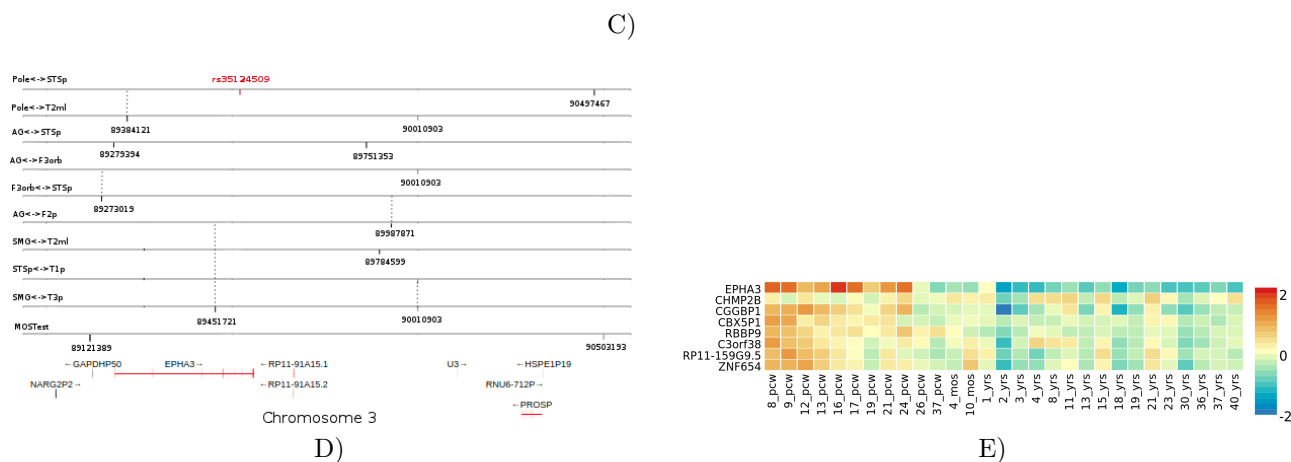 C)
Pole<->STSp
rs35124509
Pole<->T2ml
90497467
AG<->STSp
89384121
90010903
AG<->F3orb
89279394
89751353
F3orb<->STSp
90010903
AG<->F2p
89273019
SMG<->T2ml
89987871
STSp<->T1p
89784599
SMG<->T3p
MOSTest
89451721
90010903
89121389
90503193
←GAPDHP50
EPHA3→
←RP11-91A15.1
U3→
←HSPE1P19
NARG2P2→
←RP11-91A15.2
RNU6-712P→
←PROSP
Chromosome 3
D)
EPHA3
CHMP2B
CGGBP1
CBX5P1
RBBP9
C3orf38
RP11-159G9.5
ZNF654
8_pcw
9_pcw
12_pcw
13_pcw
16_pcw
17_pcw
19_pcw
21_pcw
24_pcw
26_pcw
37_pcw
4_mos
10_mos
1_yrs
2_yrs
3_yrs
4_yrs
8_yrs
11_yrs
13_yrs
15_yrs
18_yrs
19_yrs
21_yrs
23_yrs
30_yrs
36_yrs
37_yrs
40_yrs
2
0
-2
E)